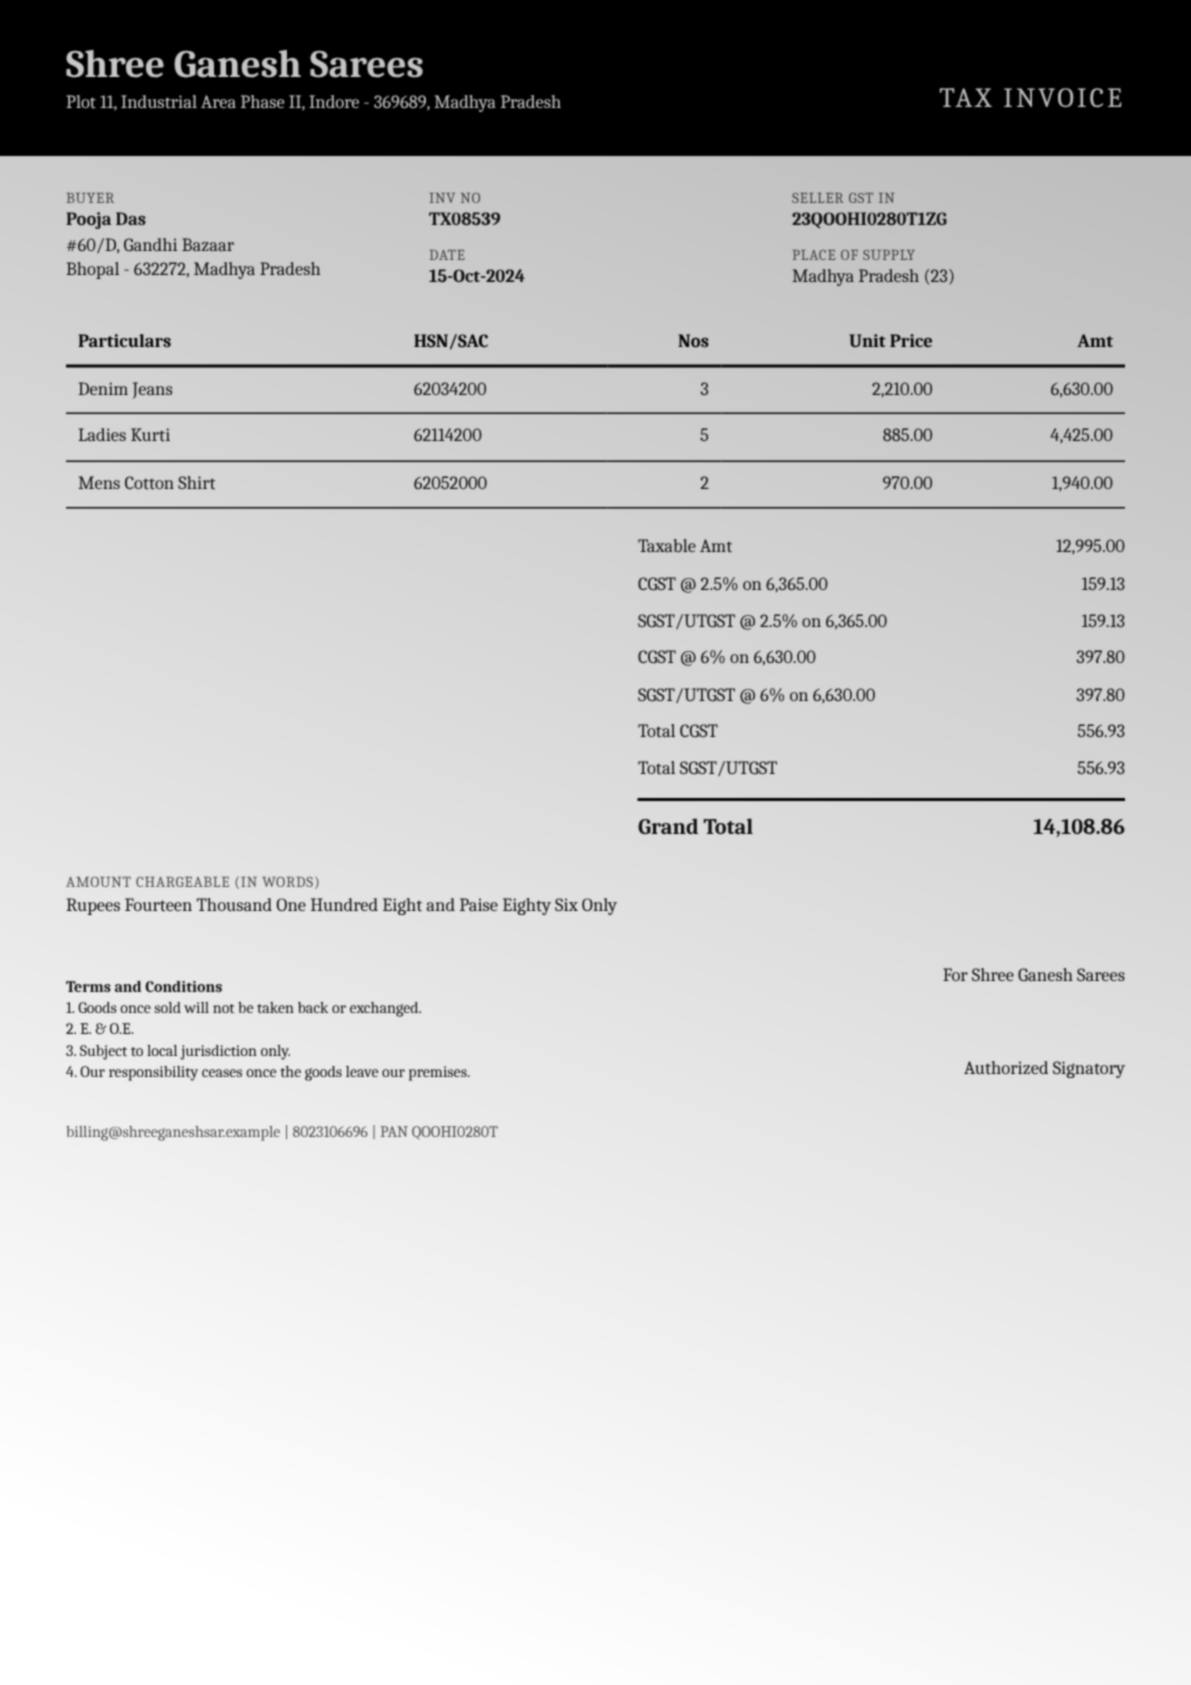 Shree Ganesh Sarees
Plot 11, Industrial Area Phase II, Indore - 369689, Madhya Pradesh
TAX INVOICE
BUYER
Pooja Das
#60/D, Gandhi Bazaar
Bhopal - 632272, Madhya Pradesh
INV NO
TX08539
DATE
15-Oct-2024
SELLER GST IN
23QOOHI0280T1ZG
PLACE OF SUPPLY
Madhya Pradesh (23)
Particulars HSN/SAC Nos Unit Price Amt
Denim Jeans 62034200 3 2,210.00 6,630.00
Ladies Kurti 62114200 5 885.00 4,425.00
Mens Cotton Shirt 62052000 2 970.00 1,940.00
Taxable Amt 12,995.00
CGST @ 2.5% on 6,365.00 159.13
SGST/UTGST @ 2.5% on 6,365.00 159.13
CGST @ 6% on 6,630.00 397.80
SGST/UTGST @ 6% on 6,630.00 397.80
Total CGST 556.93
Total SGST/UTGST 556.93
Grand Total 14,108.86
AMOUNT CHARGEABLE (IN WORDS)
Rupees Fourteen Thousand One Hundred Eight and Paise Eighty Six Only
Terms and Conditions
1. Goods once sold will not be taken back or exchanged.
2. E. & O.E.
3. Subject to local jurisdiction only.
4. Our responsibility ceases once the goods leave our premises.
For Shree Ganesh Sarees
Authorized Signatory
billing@shreeganeshsar.example | 8023106696 | PAN QOOHI0280T